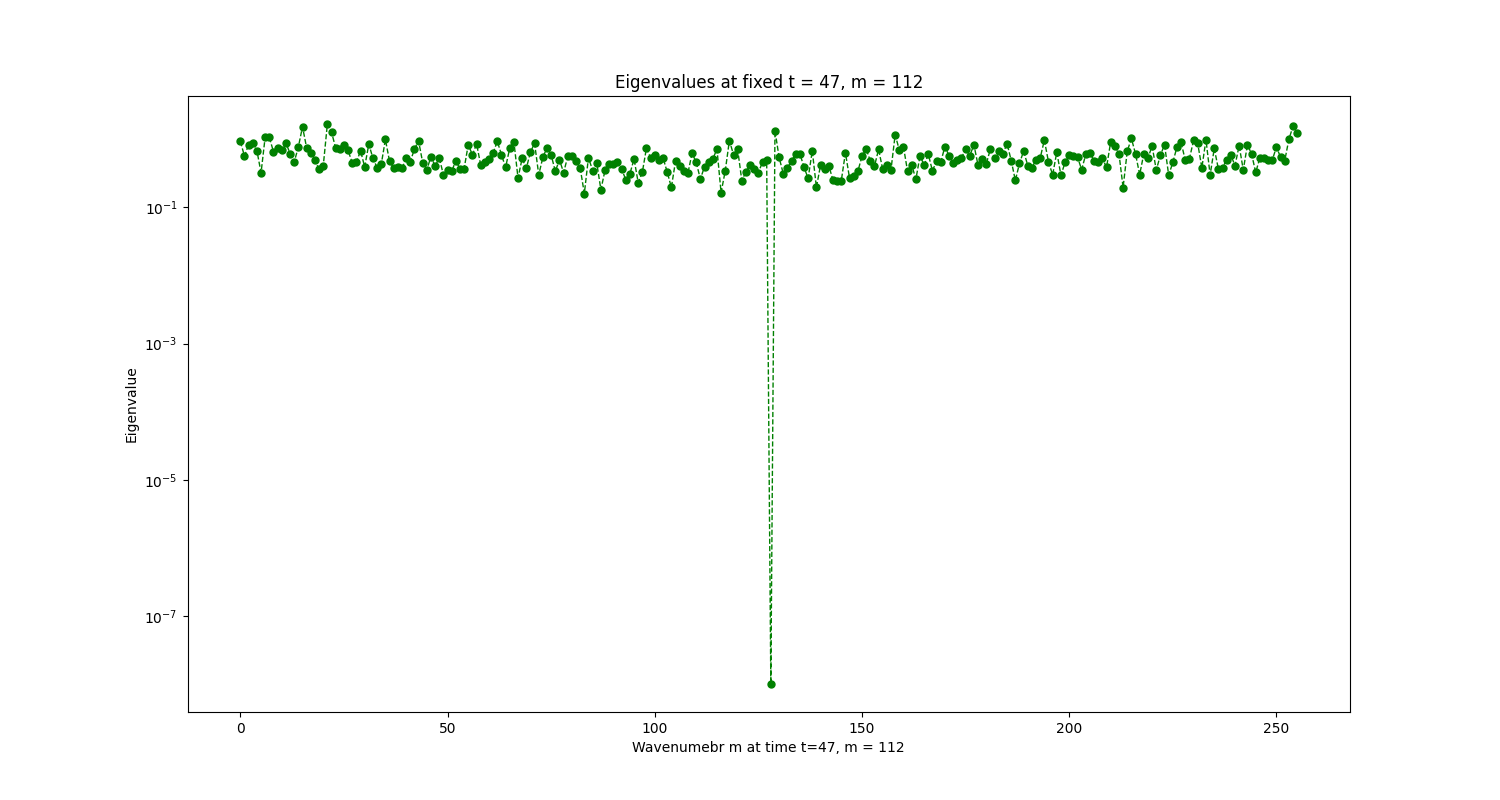 Eigenvalues at fixed t = 47, m = 112
10⁻¹
10⁻³
10⁻⁵
10⁻⁷
Eigenvalue
0 50 100 150 200 250
Wavenumebr m at time t=47, m = 112